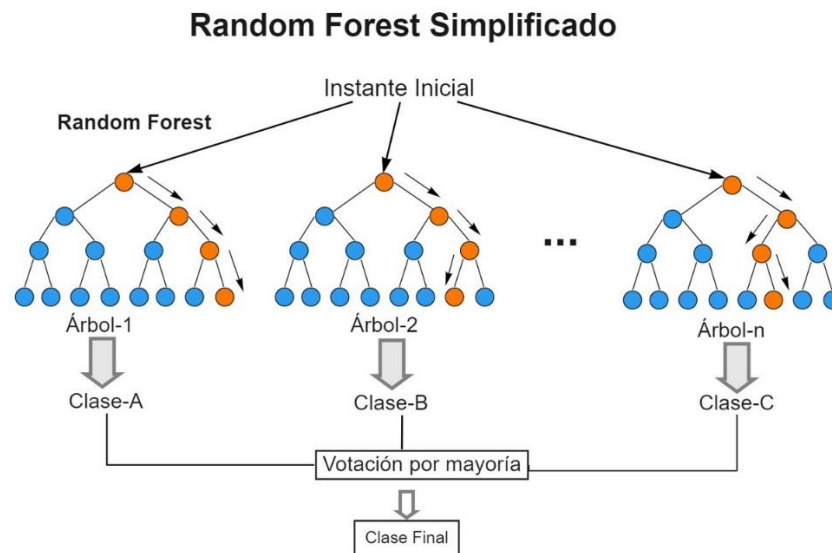 Random Forest Simplificado
Instante Inicial
Random Forest
...
Árbol-1
Árbol-2
Árbol-n
Clase-A
Clase-B
Clase-C
Votación por mayoría
Clase Final